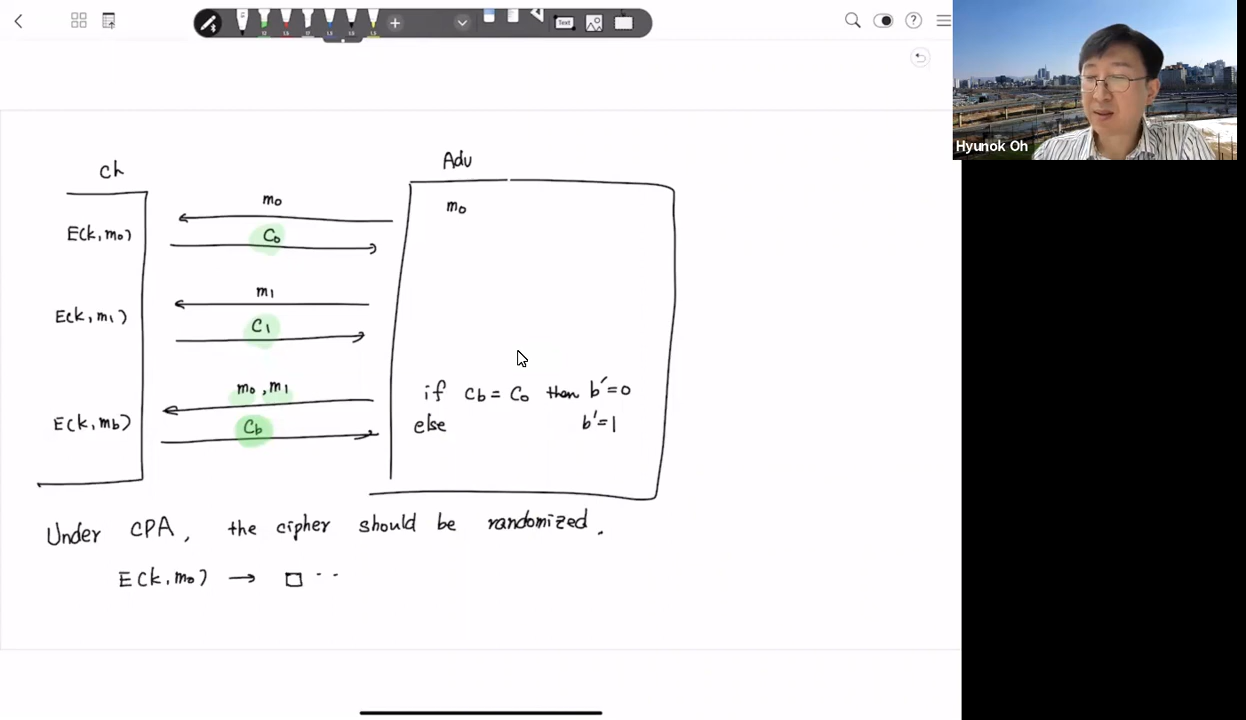 Text
Hyunok Oh
Ch
Adv
m₀
m₀
E(k,m₀)
C₀
m₁
E(k,m₁)
C₁
m₀,m₁
if Cb = C₀ then b'=0
E(k,mb)
Cb
else b'=1
Under CPA, the cipher should be randomized.
E(k,m₀) → □ ··